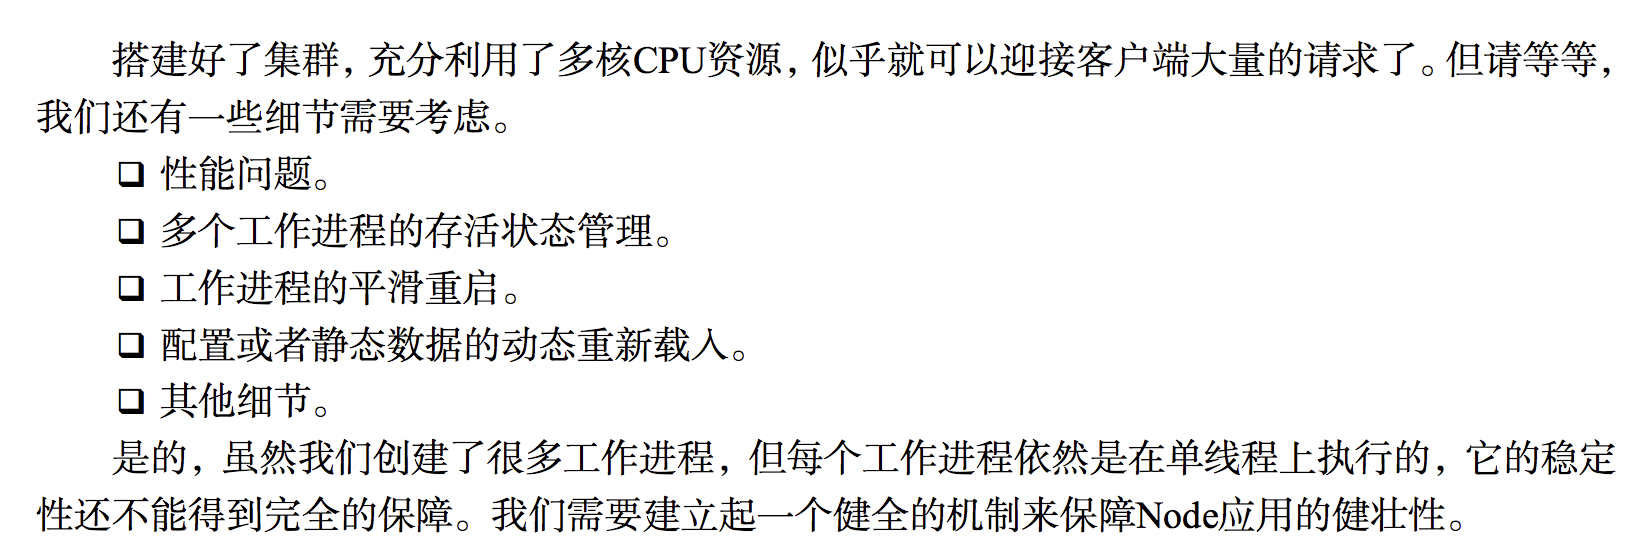 搭建好了集群，充分利用了多核CPU资源，似乎就可以迎接客户端大量的请求了。但请等等，
我们还有一些细节需要考虑。
❏ 性能问题。
❏ 多个工作进程的存活状态管理。
❏ 工作进程的平滑重启。
❏ 配置或者静态数据的动态重新载入。
❏ 其他细节。
是的，虽然我们创建了很多工作进程，但每个工作进程依然是在单线程上执行的，它的稳定
性还不能得到完全的保障。我们需要建立起一个健全的机制来保障Node应用的健壮性。